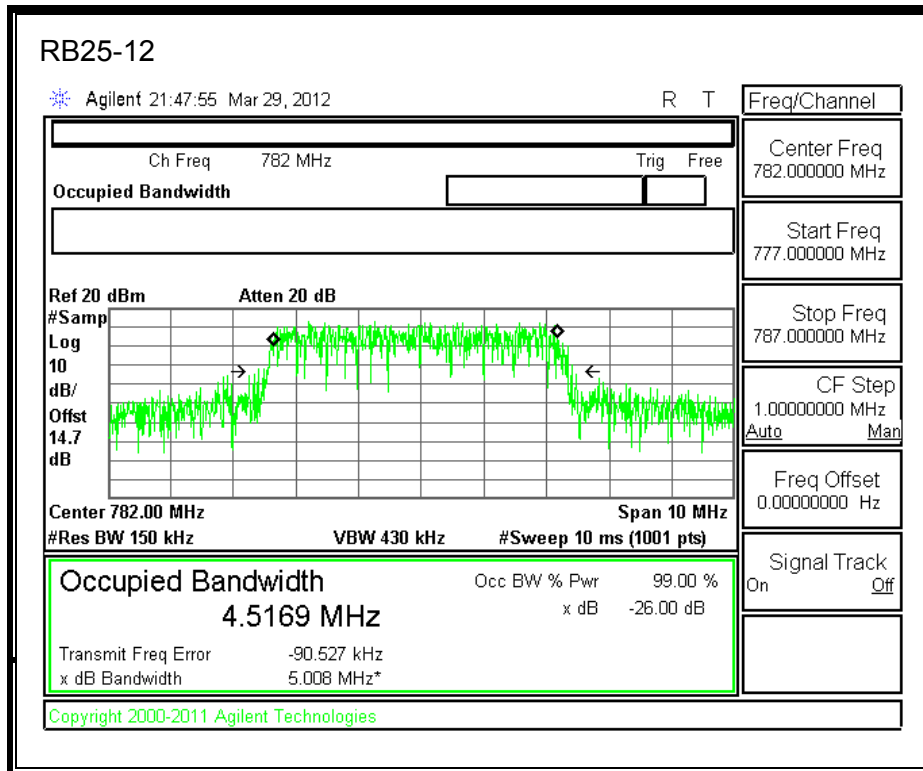 RB25-12
Agilent 21:47:55 Mar 29, 2012 R T
Freq/Channel
Ch Freq 782 MHz Trig Free
Occupied Bandwidth
Center Freq
782.000000 MHz
Start Freq
777.000000 MHz
Stop Freq
787.000000 MHz
CF Step
1.00000000 MHz
Auto Man
Freq Offset
0.00000000 Hz
Signal Track
On Off
Ref 20 dBm Atten 20 dB
#Samp
Log
10
dB/
Offst
14.7
dB
Center 782.00 MHz Span 10 MHz
#Res BW 150 kHz VBW 430 kHz #Sweep 10 ms (1001 pts)
Occupied Bandwidth Occ BW % Pwr 99.00 %
4.5169 MHz x dB -26.00 dB
Transmit Freq Error -90.527 kHz
x dB Bandwidth 5.008 MHz*
Copyright 2000-2011 Agilent Technologies